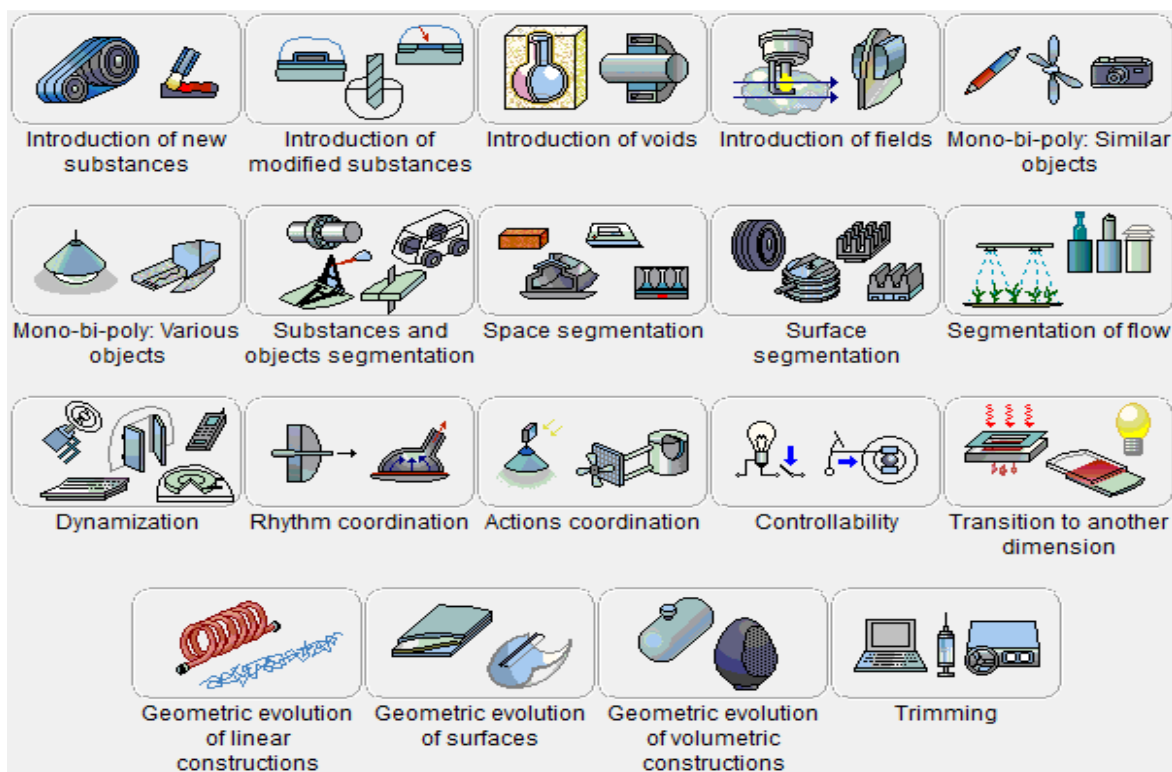 Introduction of new
substances
Introduction of
modified substances
Introduction of voids
Introduction of fields
Mono-bi-poly: Similar
objects
Mono-bi-poly: Various
objects
Substances and
objects segmentation
Space segmentation
Surface
segmentation
Segmentation of flow
Dynamization
Rhythm coordination
Actions coordination
Controllability
Transition to another
dimension
Geometric evolution
of linear
constructions
Geometric evolution
of surfaces
Geometric evolution
of volumetric
constructions
Trimming